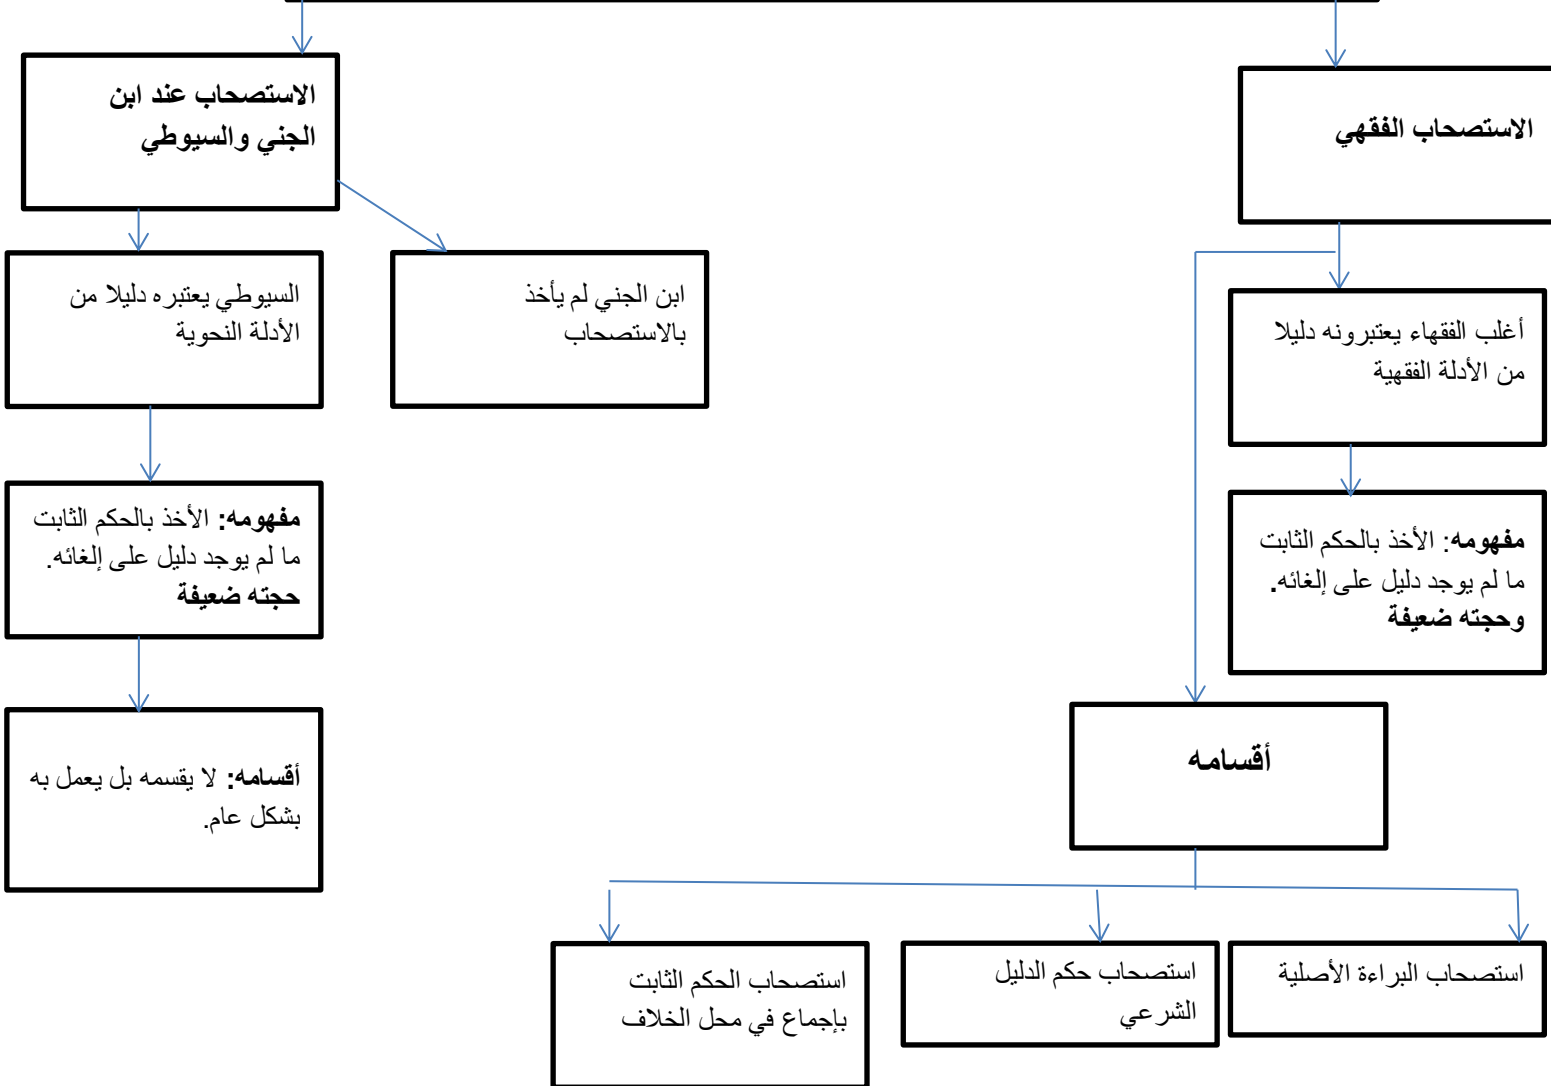 الاستصحاب الفقهي
الاستصحاب عند ابن
الجني والسيوطي
أغلب الفقهاء يعتبرونه دليلا
من الأدلة الفقهية
ابن الجني لم يأخذ
بالاستصحاب
السيوطي يعتبره دليلا من
الأدلة النحوية
مفهومه: الأخذ بالحكم الثابت
ما لم يوجد دليل على إلغائه.
وحجته ضعيفة
مفهومه: الأخذ بالحكم الثابت
ما لم يوجد دليل على إلغائه.
حجته ضعيفة
أقسامه
أقسامه: لا يقسمه بل يعمل به
بشكل عام.
استصحاب البراءة الأصلية
استصحاب حكم الدليل
الشرعي
استصحاب الحكم الثابت
بإجماع في محل الخلاف